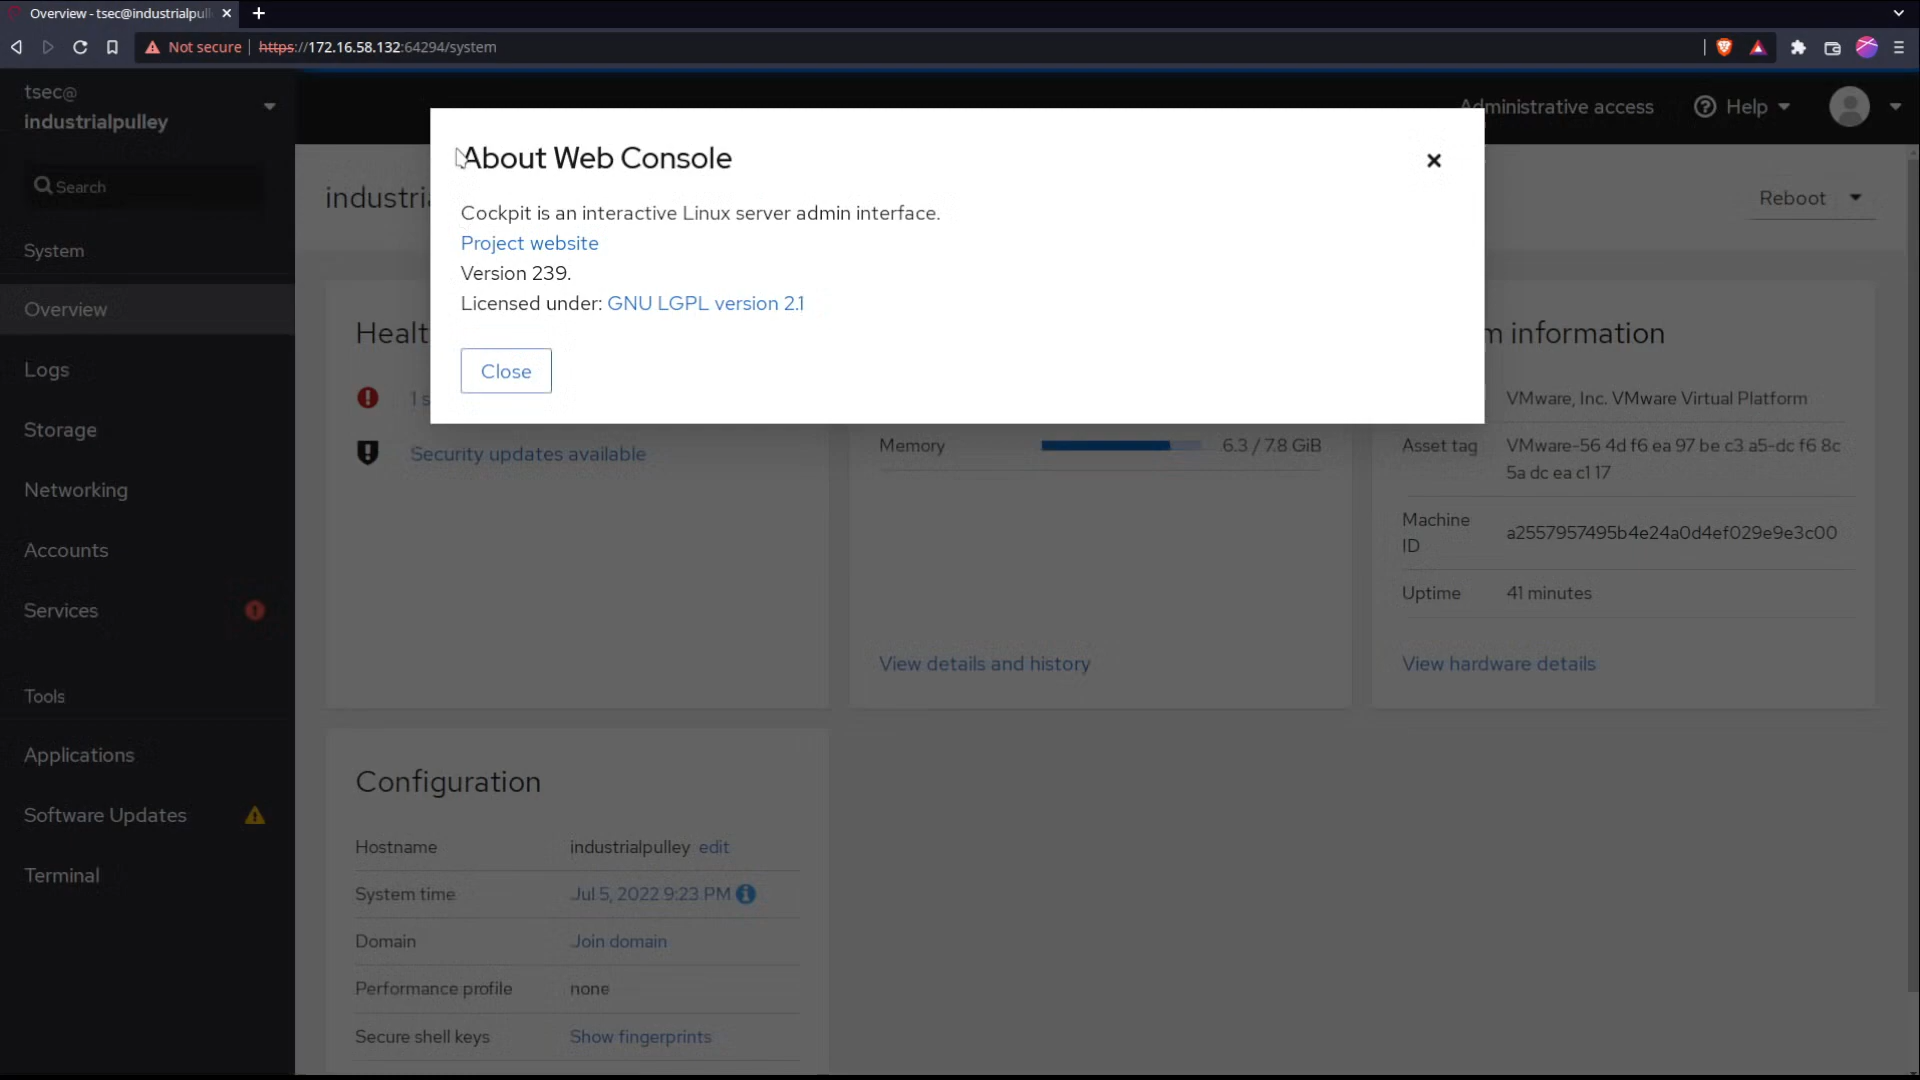 Overview - tsec@industrialpull
Not secure
https://172.16.58.132:64294/system
tsec@
industrialpulley
Search
System
Overview
Logs
Storage
Networking
Accounts
Services
Tools
Applications
Software Updates
Terminal
Administrative access
Help
Reboot
About Web Console
Cockpit is an interactive Linux server admin interface.
Project website
Version 239.
Licensed under: GNU LGPL version 2.1
Close
Security updates available
Memory
6.3 / 7.8 GiB
View details and history
information
VMware, Inc. VMware Virtual Platform
Asset tag
VMware-56 4d f6 ea 97 be c3 a5-dc f6 8c
5a dc ea c1 17
Machine
ID
a2557957495b4e24a0d4ef029e9e3c00
Uptime
41 minutes
View hardware details
Configuration
Hostname
industrialpulley edit
System time
Jul 5, 2022 9:23 PM
Domain
Join domain
Performance profile
none
Secure shell keys
Show fingerprints